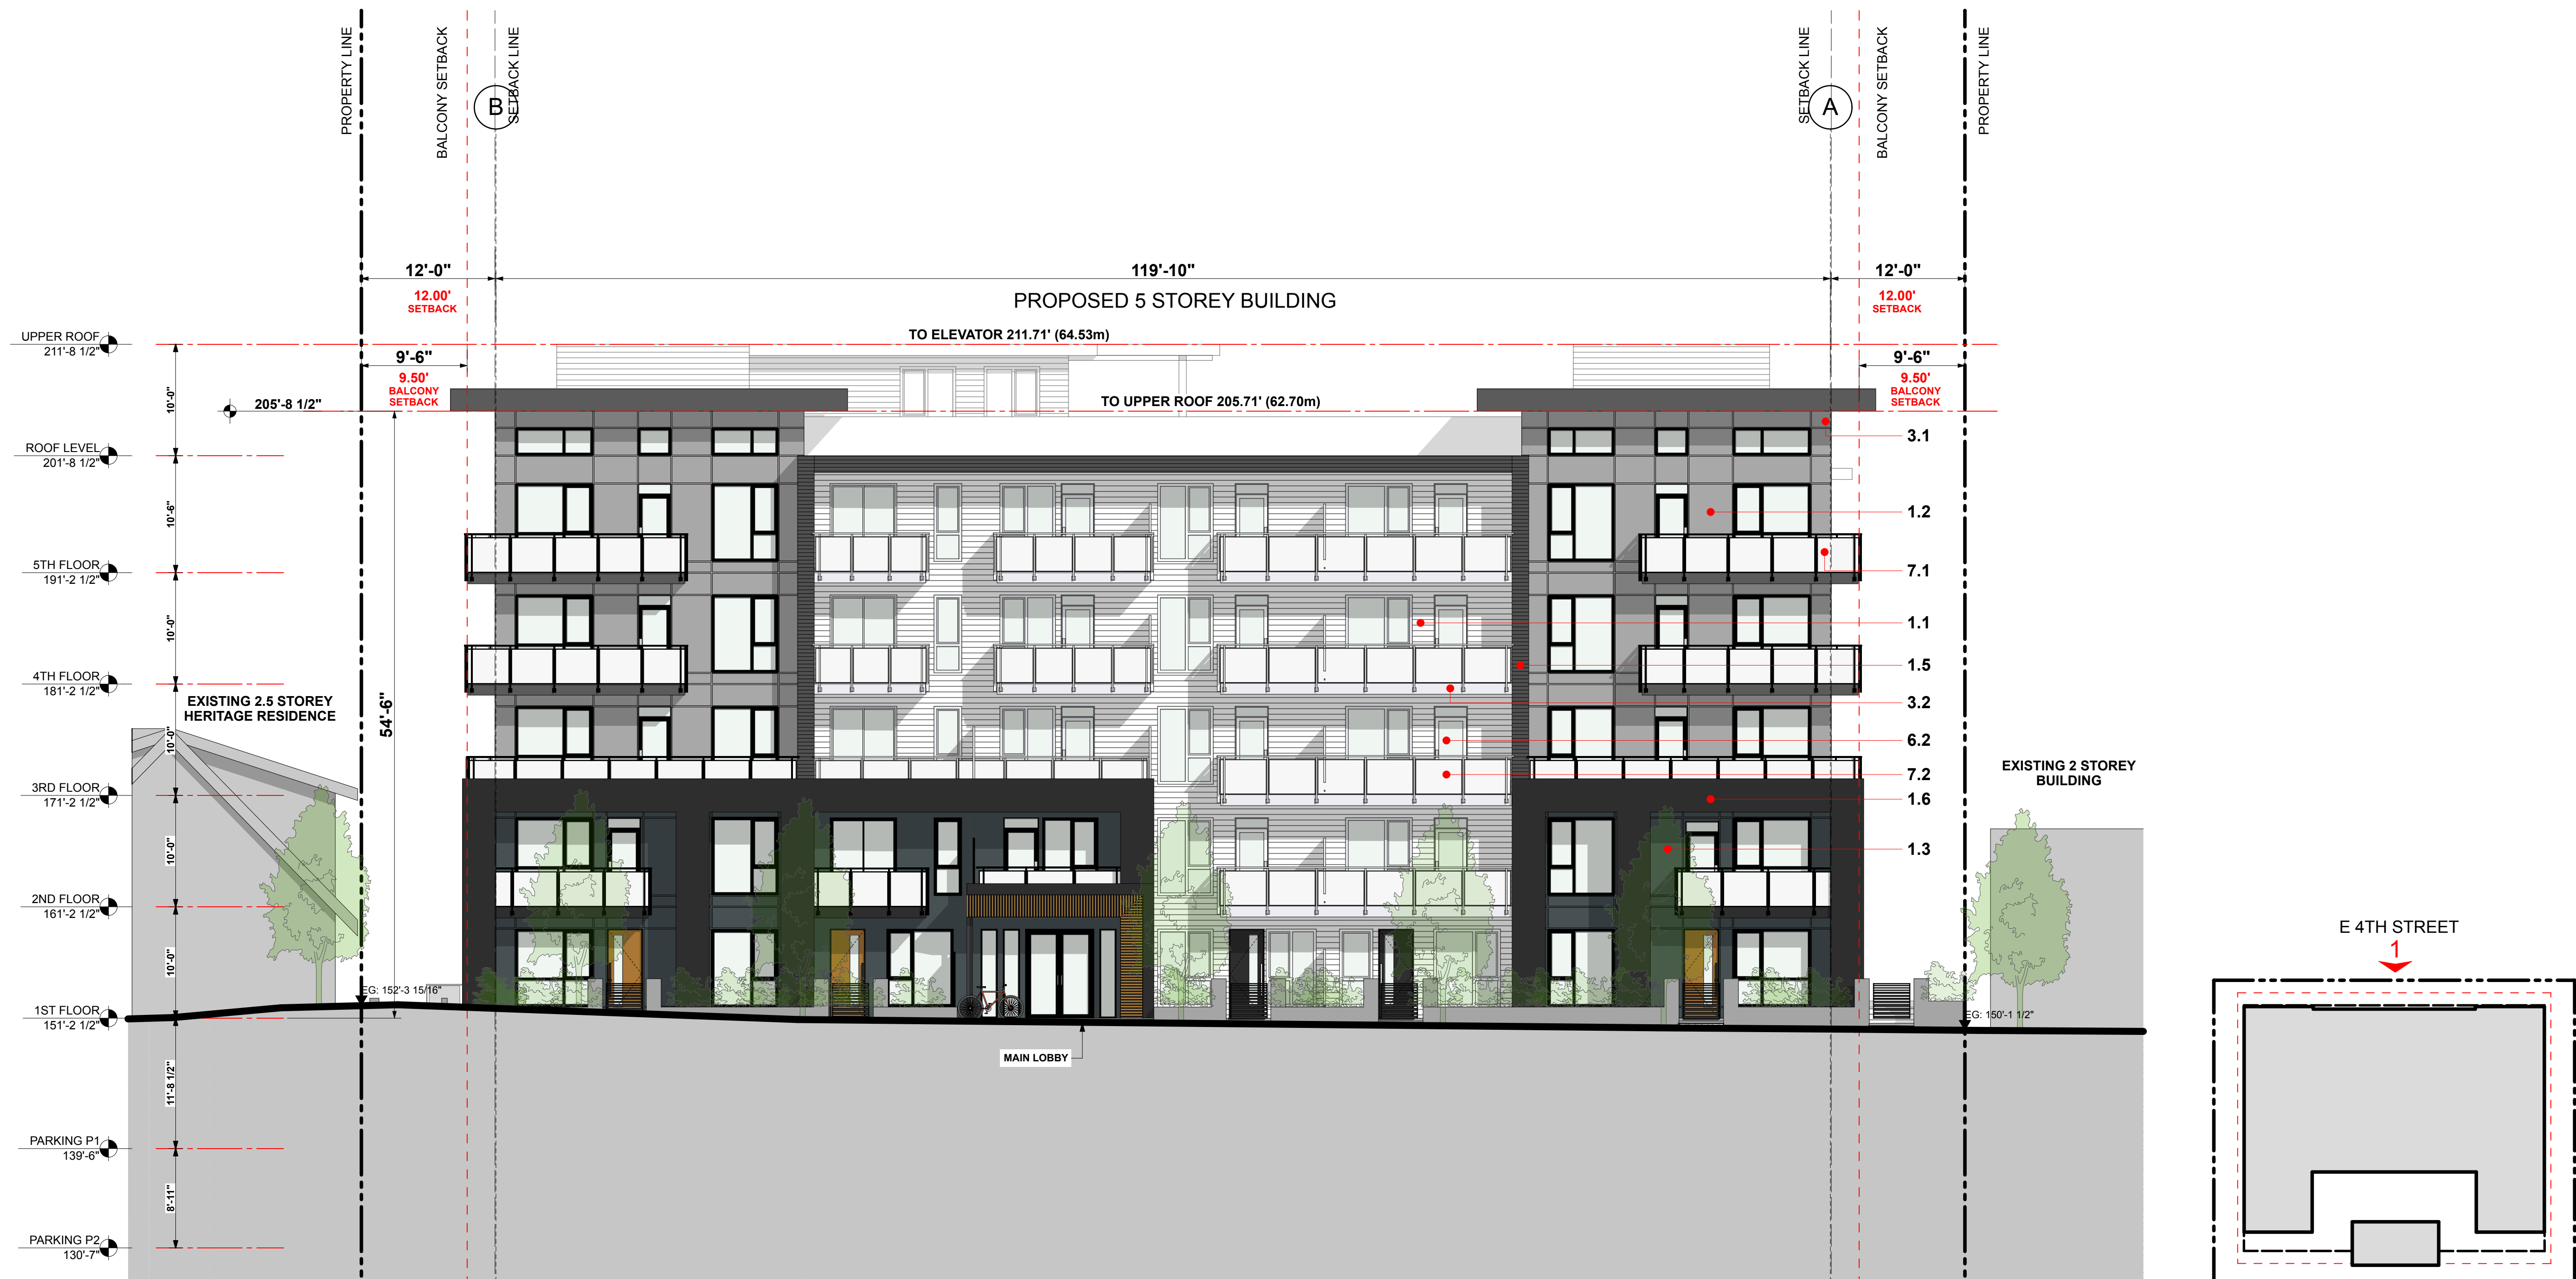 PROPERTY LINE
BALCONY SETBACK
B
SETBACK LINE
SETBACK LINE
A
BALCONY SETBACK
PROPERTY LINE
12'-0"
119'-10"
12'-0"
12.00'
SETBACK
PROPOSED 5 STOREY BUILDING
12.00'
SETBACK
UPPER ROOF
211'-8 1/2"
TO ELEVATOR 211.71' (64.53m)
9'-6"
9.50'
BALCONY
SETBACK
9'-6"
9.50'
BALCONY
SETBACK
10'-0"
205'-8 1/2"
TO UPPER ROOF 205.71' (62.70m)
3.1
ROOF LEVEL
201'-8 1/2"
10'-6"
1.2
7.1
5TH FLOOR
191'-2 1/2"
10'-0"
1.1
1.5
4TH FLOOR
181'-2 1/2"
3.2
EXISTING 2.5 STOREY
HERITAGE RESIDENCE
54'-6"
10'-0"
6.2
7.2
EXISTING 2 STOREY
BUILDING
3RD FLOOR
171'-2 1/2"
1.6
10'-0"
1.3
2ND FLOOR
161'-2 1/2"
10'-0"
E 4TH STREET
1
EG: 152'-3 15/16"
1ST FLOOR
151'-2 1/2"
EG: 150'-1 1/2"
MAIN LOBBY
11'-8 1/2"
PARKING P1
139'-6"
8'-11"
PARKING P2
130'-7"